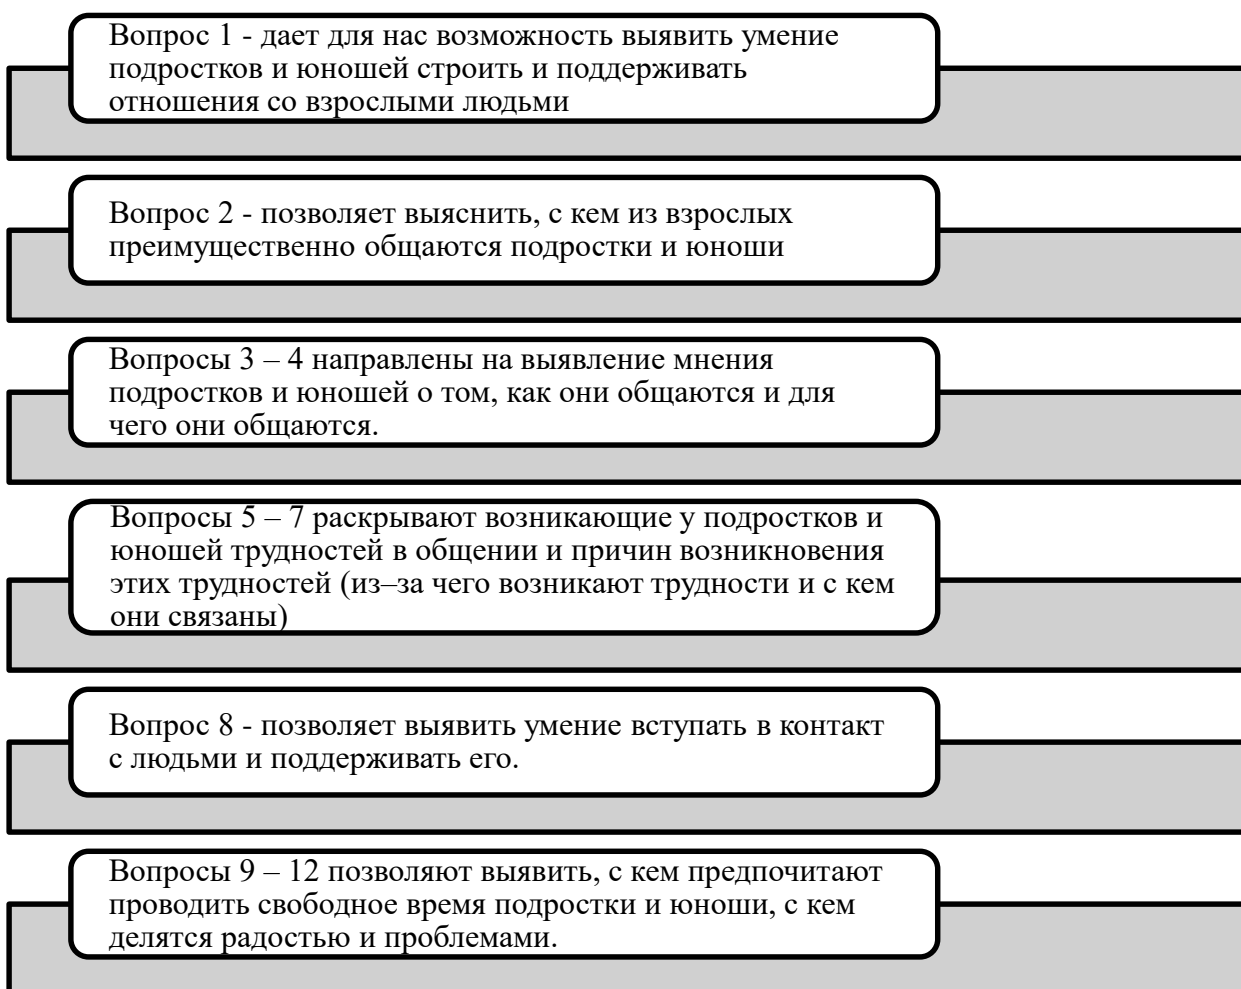 Вопрос 1 - дает для нас возможность выявить умение
подростков и юношей строить и поддерживать
отношения со взрослыми людьми
Вопрос 2 - позволяет выяснить, с кем из взрослых
преимущественно общаются подростки и юноши
Вопросы 3 – 4 направлены на выявление мнения
подростков и юношей о том, как они общаются и для
чего они общаются.
Вопросы 5 – 7 раскрывают возникающие у подростков и
юношей трудностей в общении и причин возникновения
этих трудностей (из–за чего возникают трудности и с кем
они связаны)
Вопрос 8 - позволяет выявить умение вступать в контакт
с людьми и поддерживать его.
Вопросы 9 – 12 позволяют выявить, с кем предпочитают
проводить свободное время подростки и юноши, с кем
делятся радостью и проблемами.